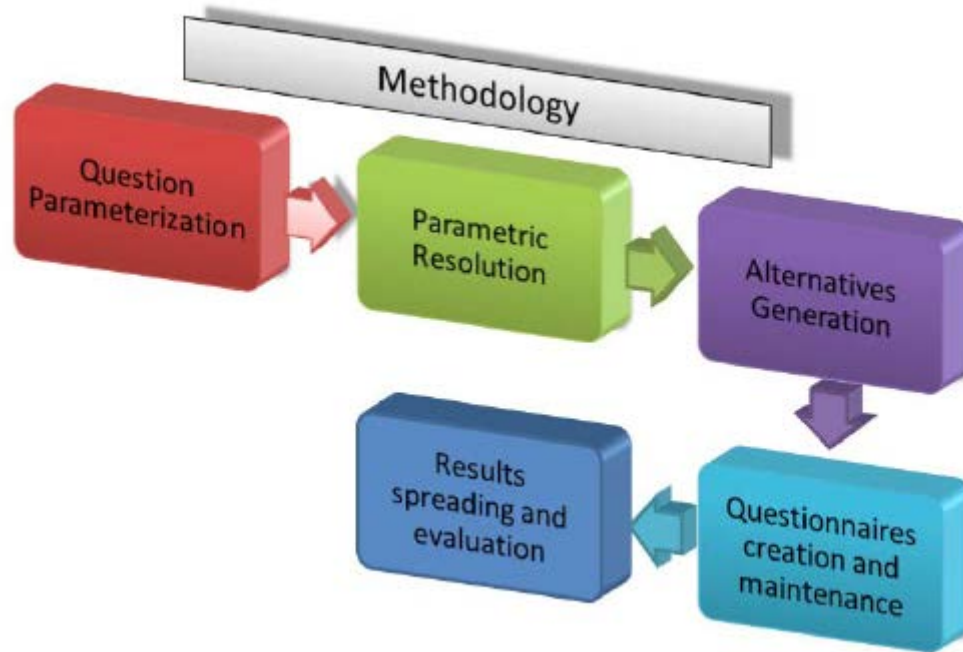 Methodology
Question
Parameterization
Parametric
Resolution
Alternatives
Generation
Questionnaires
creation and
maintenance
Results
spreading and
evaluation